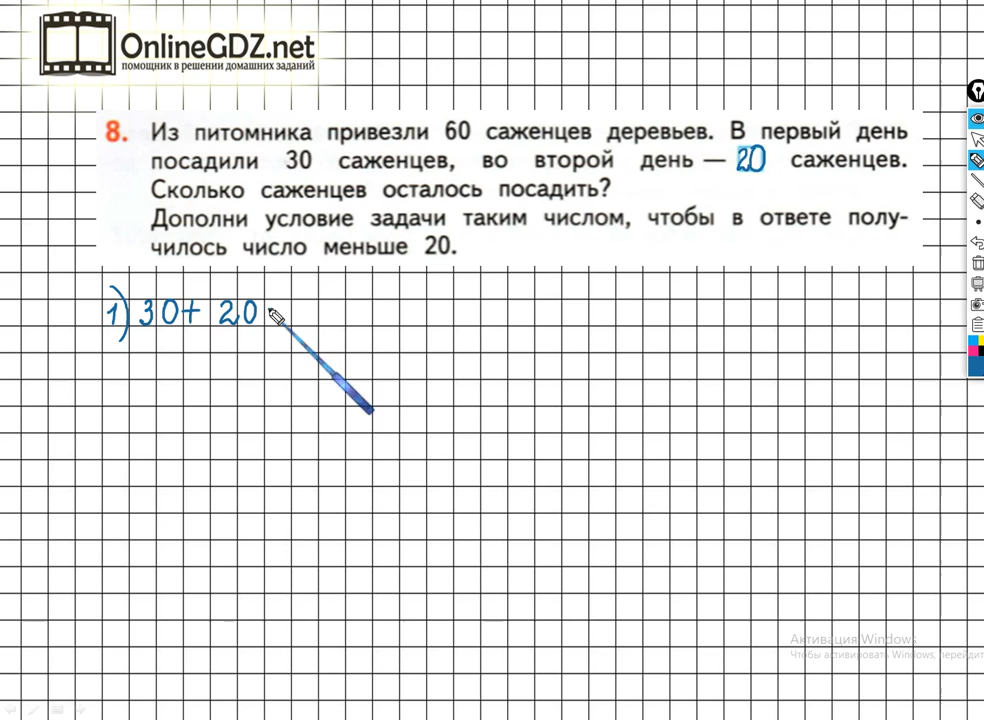 OnlineGDZ.net
помощник в решении домашних заданий
8. Из питомника привезли 60 саженцев деревьев. В первый день
посадили 30 саженцев, во второй день — 20 саженцев.
Сколько саженцев осталось посадить?
Дополни условие задачи таким числом, чтобы в ответе полу-
чилось число меньше 20.
1) 30 + 20
Активация Windows
Чтобы активировать Windows, перейдит